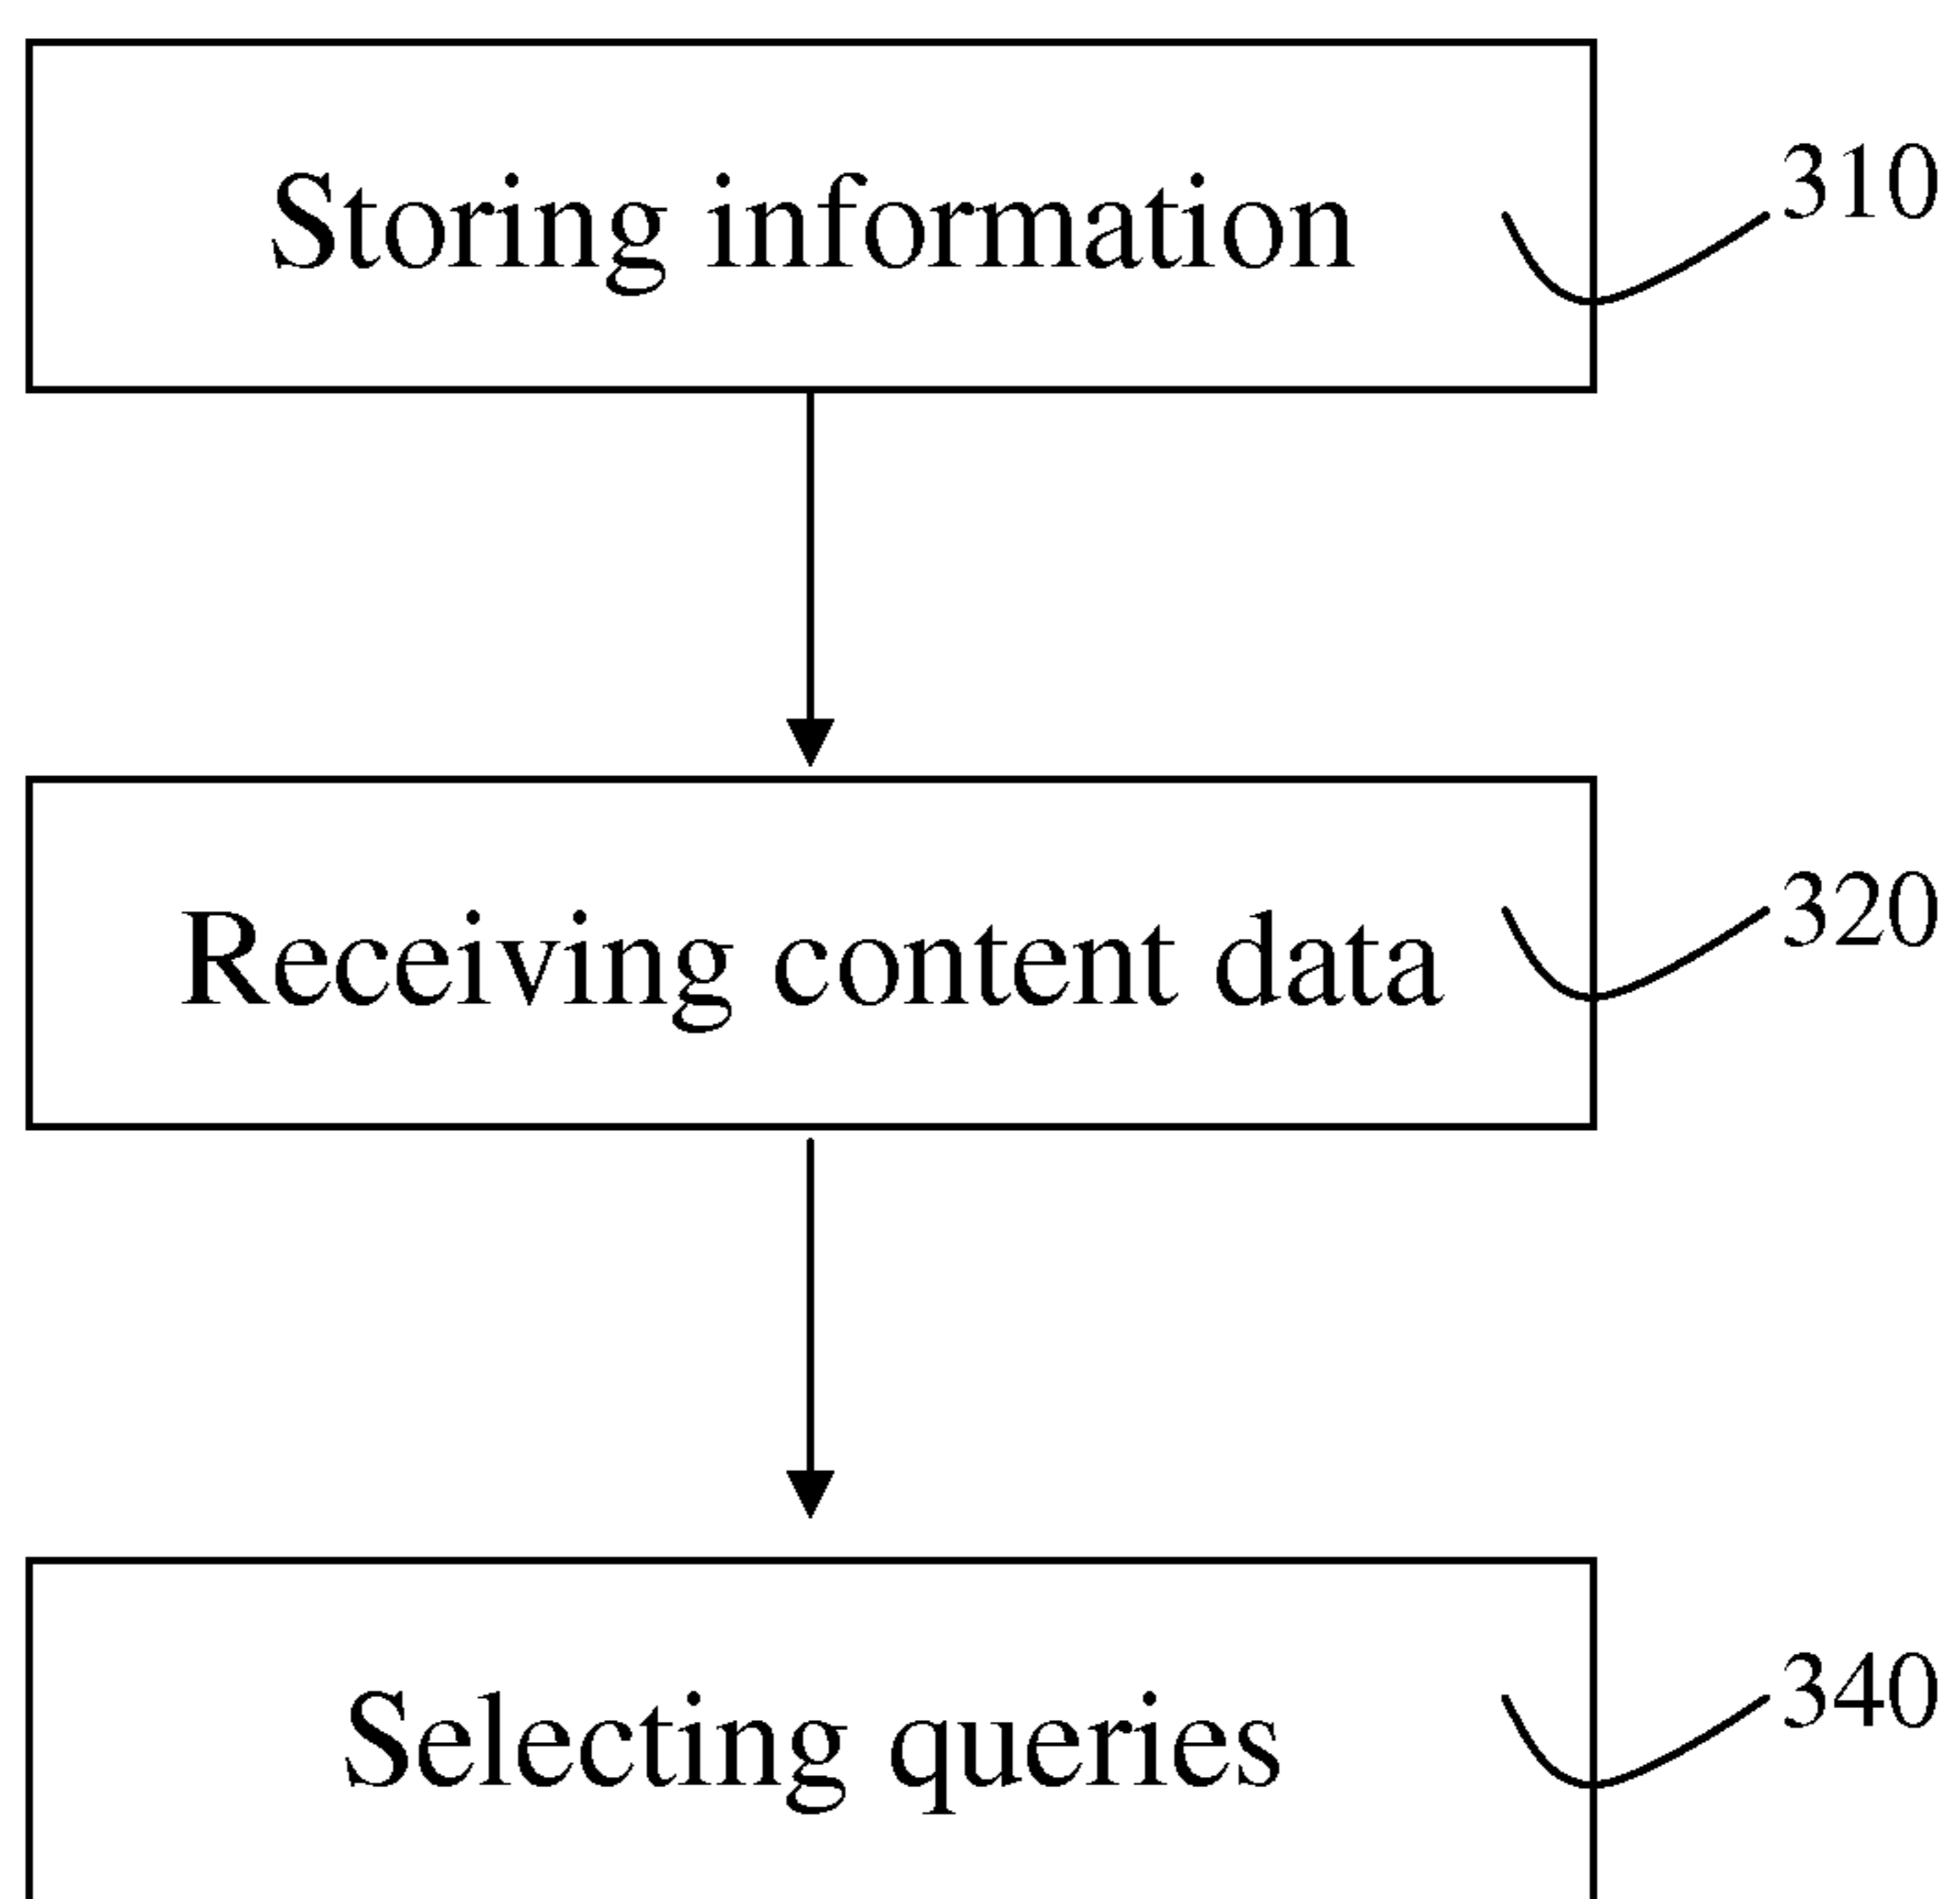 Storing information
310
Receiving content data
320
Selecting queries
340